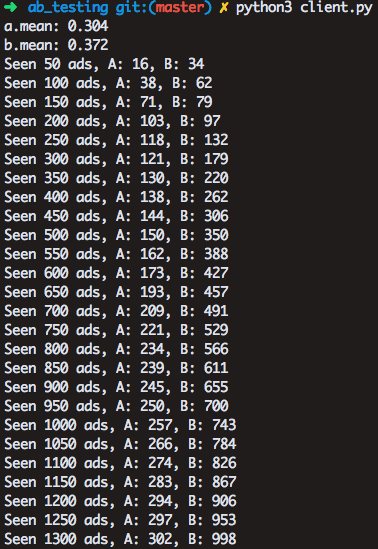 ➜ ab_testing git:(master) ✗ python3 client.py
a.mean: 0.304
b.mean: 0.372
Seen 50 ads, A: 16, B: 34
Seen 100 ads, A: 38, B: 62
Seen 150 ads, A: 71, B: 79
Seen 200 ads, A: 103, B: 97
Seen 250 ads, A: 118, B: 132
Seen 300 ads, A: 121, B: 179
Seen 350 ads, A: 130, B: 220
Seen 400 ads, A: 138, B: 262
Seen 450 ads, A: 144, B: 306
Seen 500 ads, A: 150, B: 350
Seen 550 ads, A: 162, B: 388
Seen 600 ads, A: 173, B: 427
Seen 650 ads, A: 193, B: 457
Seen 700 ads, A: 209, B: 491
Seen 750 ads, A: 221, B: 529
Seen 800 ads, A: 234, B: 566
Seen 850 ads, A: 239, B: 611
Seen 900 ads, A: 245, B: 655
Seen 950 ads, A: 250, B: 700
Seen 1000 ads, A: 257, B: 743
Seen 1050 ads, A: 266, B: 784
Seen 1100 ads, A: 274, B: 826
Seen 1150 ads, A: 283, B: 867
Seen 1200 ads, A: 294, B: 906
Seen 1250 ads, A: 297, B: 953
Seen 1300 ads, A: 302, B: 998